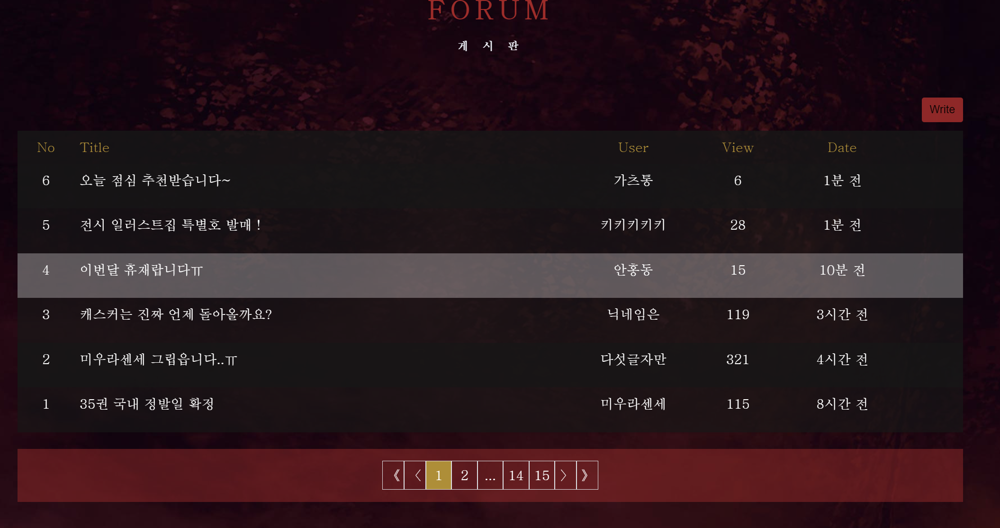 FORUM
게 시 판
Write
No Title User View Date
6 오늘 점심 추천받습니다~ 가츠통 6 1분 전
5 전시 일러스트집 특별호 발매 ! 키키키키키 28 1분 전
4 이번달 휴재랍니다ㅠ 안홍동 15 10분 전
3 캐스커는 진짜 언제 돌아올까요? 닉네임은 119 3시간 전
2 미우라센세 그립읍니다..ㅠ 다섯글자만 321 4시간 전
1 35권 국내 정발일 확정 미우라센세 115 8시간 전
《 〈 1 2 ... 14 15 〉 》